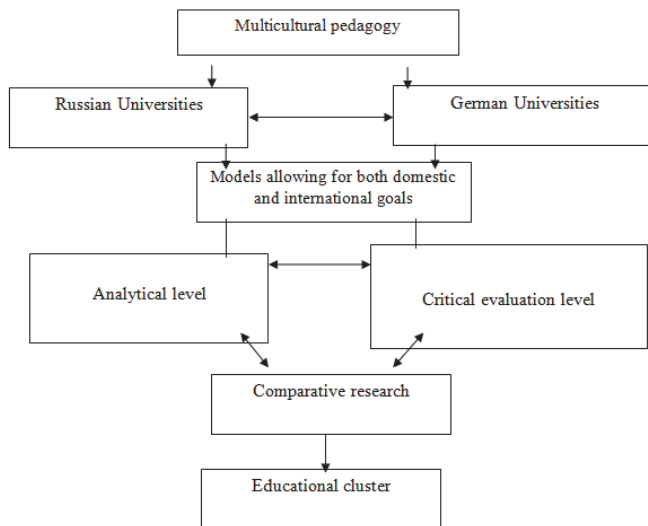 Multicultural pedagogy
Russian Universities
German Universities
Models allowing for both domestic
and international goals
Analytical level
Critical evaluation level
Comparative research
Educational cluster